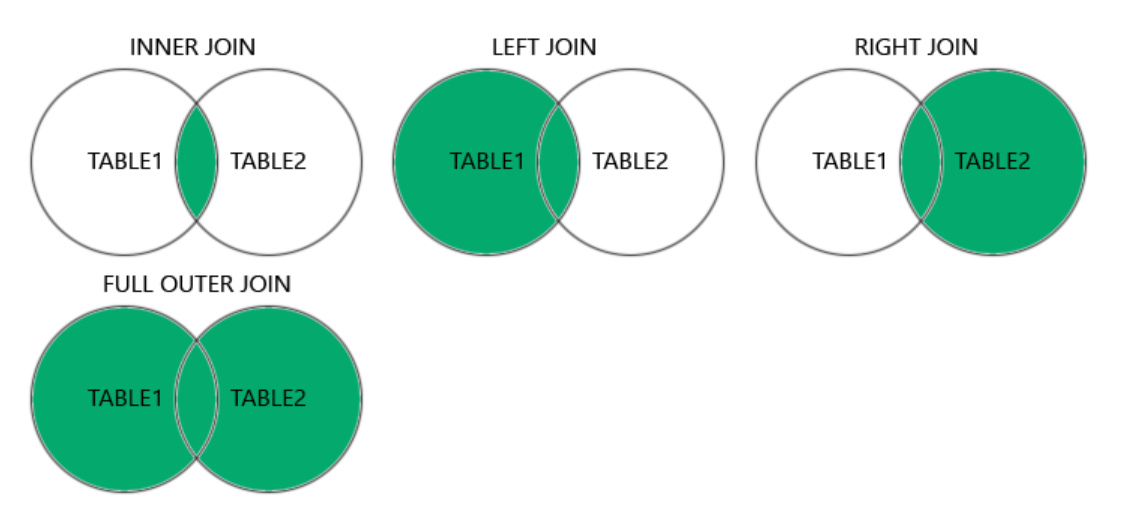 INNER JOIN
LEFT JOIN
RIGHT JOIN
TABLE1
TABLE2
TABLE1
TABLE2
TABLE1
TABLE2
FULL OUTER JOIN
TABLE1
TABLE2